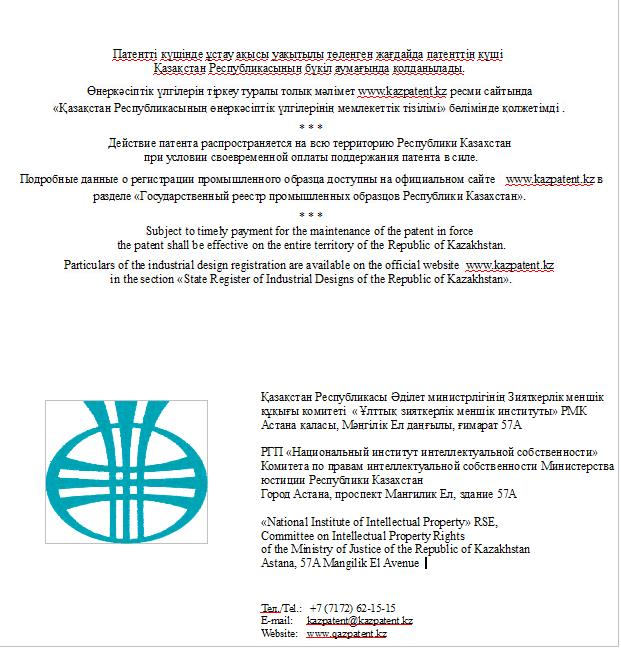 Патентті күшінде ұстау ақысы уақытылы төленген жағдайда патенттің күші
Қазақстан Республикасының бүкіл аумағында қолданылады.
Өнеркәсіптік үлгілерін тіркеу туралы толық мәлімет www.kazpatent.kz ресми сайтында
«Қазақстан Республикасының өнеркәсіптік үлгілерінің мемлекеттік тізілімі» бөлімінде қолжетімді .
* * *
Действие патента распространяется на всю территорию Республики Казахстан
при условии своевременной оплаты поддержания патента в силе.
Подробные данные о регистрации промышленного образца доступны на официальном сайте www.kazpatent.kz в
разделе «Государственный реестр промышленных образцов Республики Казахстан».
* * *
Subject to timely payment for the maintenance of the patent in force
the patent shall be effective on the entire territory of the Republic of Kazakhstan.
Particulars of the industrial design registration are available on the official website www.kazpatent.kz
in the section «State Register of Industrial Designs of the Republic of Kazakhstan».
Қазақстан Республикасы Әділет министрлігінің Зияткерлік меншік
құқығы комитеті « Ұлттық зияткерлік меншік институты» РМК
Астана қаласы, Мәңгілік Ел данғылы, ғимарат 57А
РГП «Национальный институт интеллектуальной собственности»
Комитета по правам интеллектуальной собственности Министерства
юстиции Республики Казахстан
Город Астана, проспект Мангилик Ел, здание 57А
«National Institute of Intellectual Property» RSE,
Committee on Intellectual Property Rights
of the Ministry of Justice of the Republic of Kazakhstan
Astana, 57A Mangilik El Avenue
Тел./Tel.: +7 (7172) 62-15-15
E-mail: kazpatent@kazpatent.kz
Website: www.qazpatent.kz